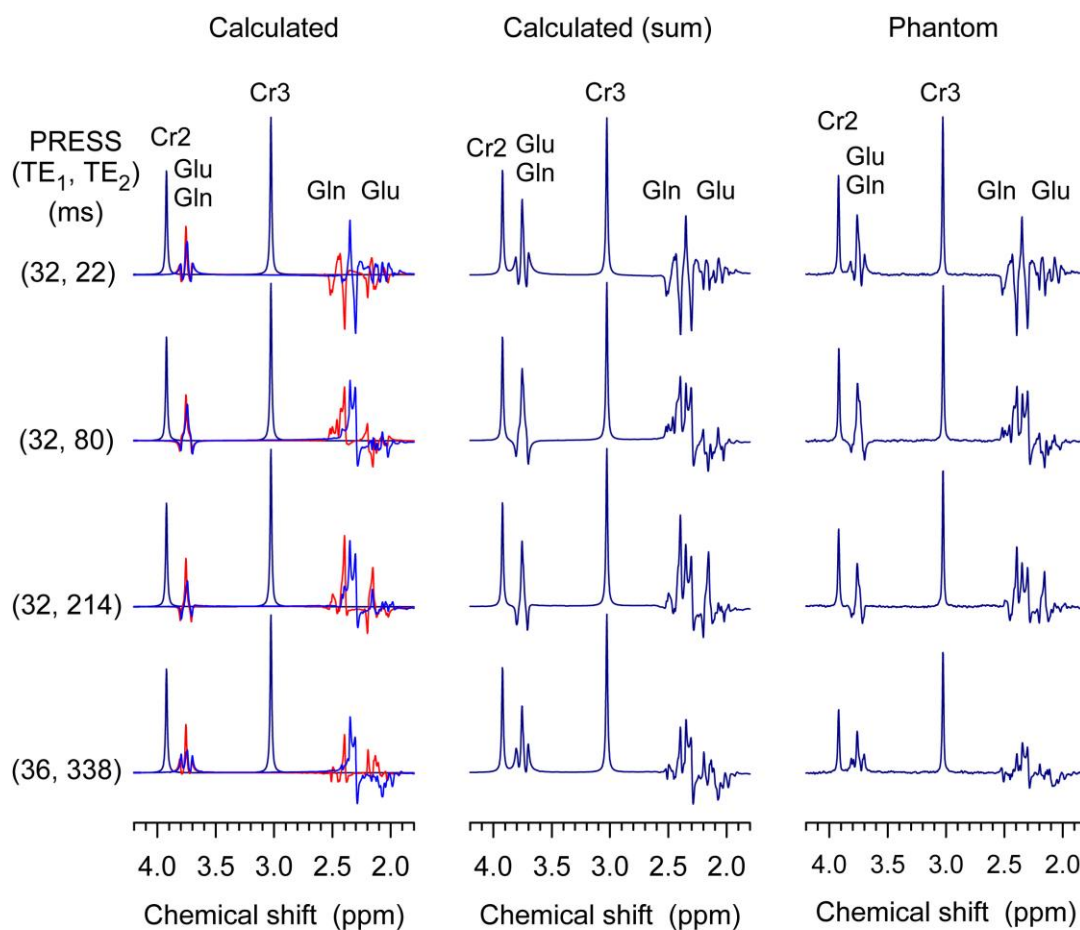 Calculated
Calculated (sum)
Phantom
PRESS
(TE1, TE2)
(ms)
Cr2
Glu
Gln
Cr3
Gln
Glu
Cr2
Glu
Gln
Cr3
Gln
Glu
Cr2
Glu
Gln
Cr3
Gln
Glu
(32, 22)
(32, 80)
(32, 214)
(36, 338)
4.0 3.5 3.0 2.5 2.0
4.0 3.5 3.0 2.5 2.0
4.0 3.5 3.0 2.5 2.0
Chemical shift (ppm)
Chemical shift (ppm)
Chemical shift (ppm)